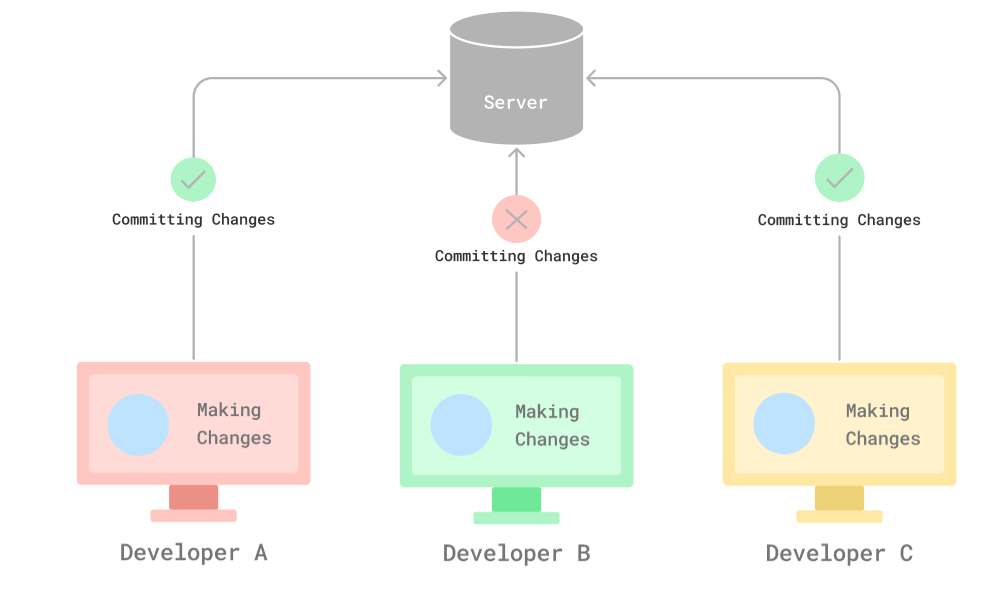 Server
Committing Changes
Committing Changes
Committing Changes
Making
Changes
Making
Changes
Making
Changes
Developer A
Developer B
Developer C